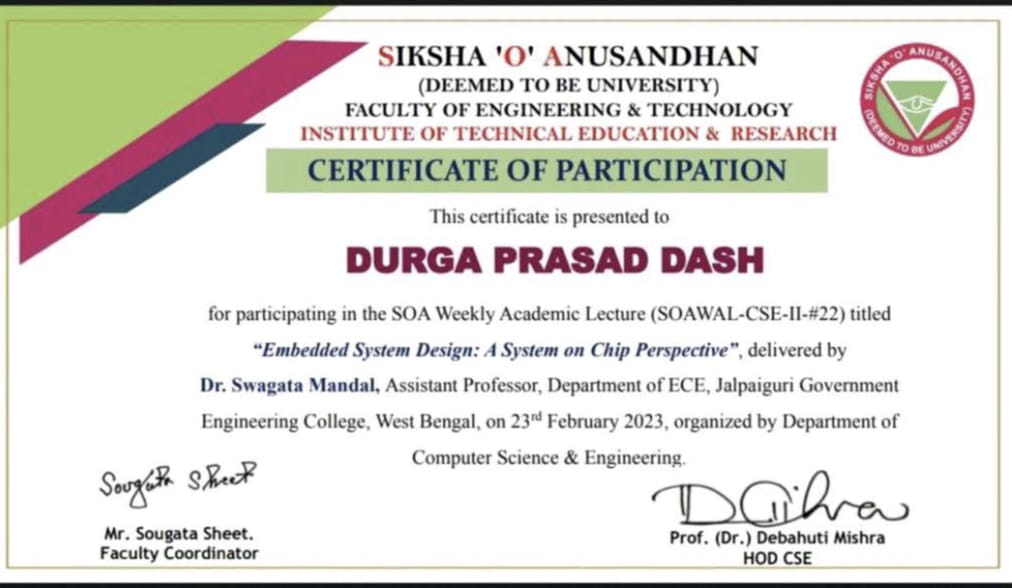 SIKSHA 'O' ANUSANDHAN
(DEEMED TO BE UNIVERSITY)
FACULTY OF ENGINEERING & TECHNOLOGY
INSTITUTE OF TECHNICAL EDUCATION & RESEARCH
SIKSHA 'O' ANUSANDHAN
(DEEMED TO BE UNIVERSITY)
CERTIFICATE OF PARTICIPATION
This certificate is presented to
DURGA PRASAD DASH
for participating in the SOA Weekly Academic Lecture (SOAWAL-CSE-II-#22) titled
“Embedded System Design: A System on Chip Perspective”, delivered by
Dr. Swagata Mandal, Assistant Professor, Department of ECE, Jalpaiguri Government
Engineering College, West Bengal, on 23rd February 2023, organized by Department of
Computer Science & Engineering.
Sougata Sheet
Mr. Sougata Sheet.
Faculty Coordinator
Prof. (Dr.) Debahuti Mishra
HOD CSE